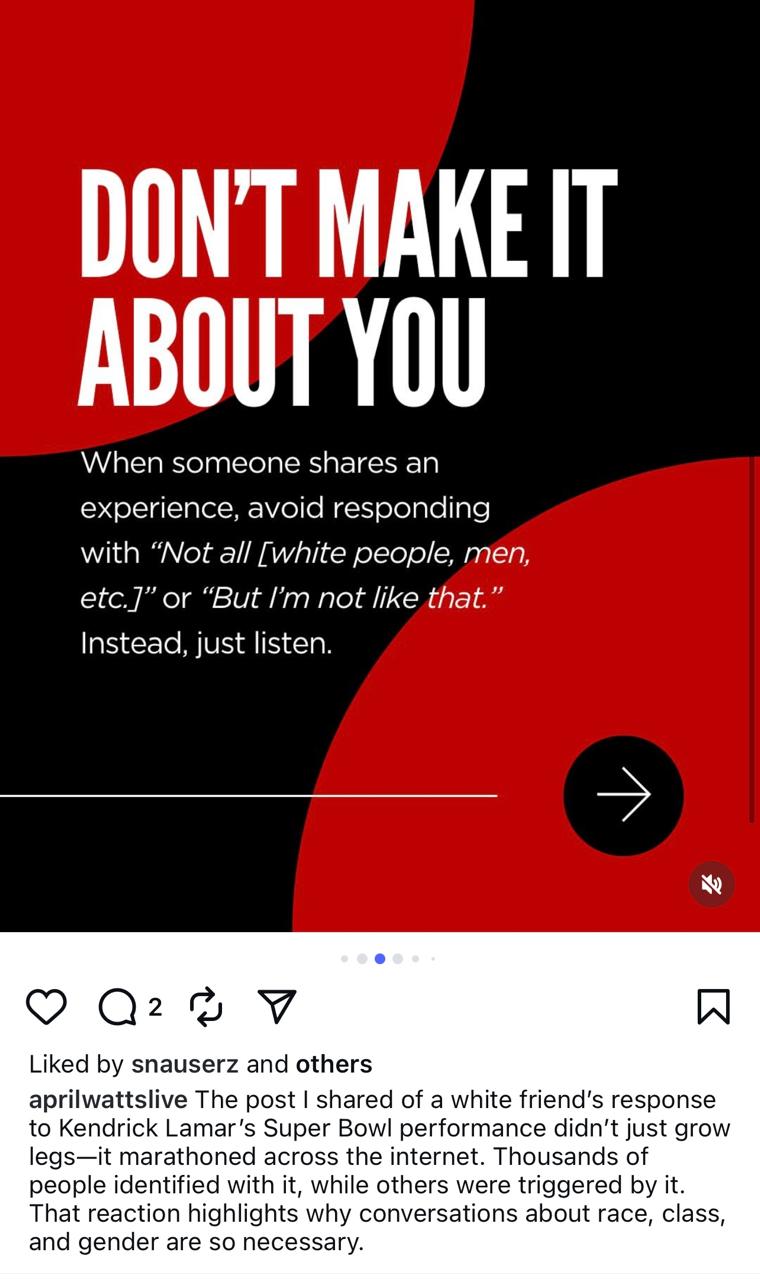 DON’T MAKE IT
ABOUT YOU
When someone shares an
experience, avoid responding
with “Not all [white people, men,
etc.]” or “But I’m not like that.”
Instead, just listen.
2
Liked by snauserz and others
aprilwattslive The post I shared of a white friend’s response
to Kendrick Lamar’s Super Bowl performance didn’t just grow
legs—it marathoned across the internet. Thousands of
people identified with it, while others were triggered by it.
That reaction highlights why conversations about race, class,
and gender are so necessary.